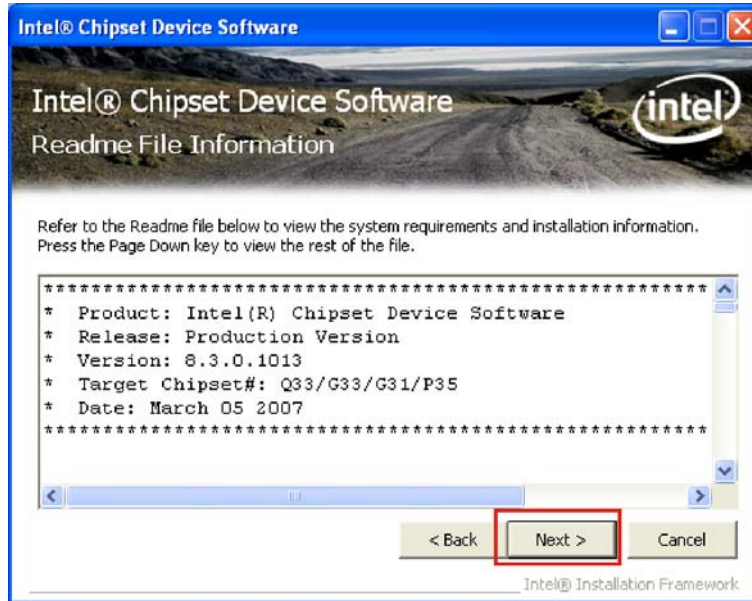 Intel® Chipset Device Software
Intel® Chipset Device Software
intel
Readme File Information
Refer to the Readme file below to view the system requirements and installation information.
Press the Page Down key to view the rest of the file.
********************************************************
* Product: Intel(R) Chipset Device Software
* Release: Production Version
* Version: 8.3.0.1013
* Target Chipset#: Q33/G33/G31/P35
* Date: March 05 2007
********************************************************
< Back Next > Cancel
Intel® Installation Framework